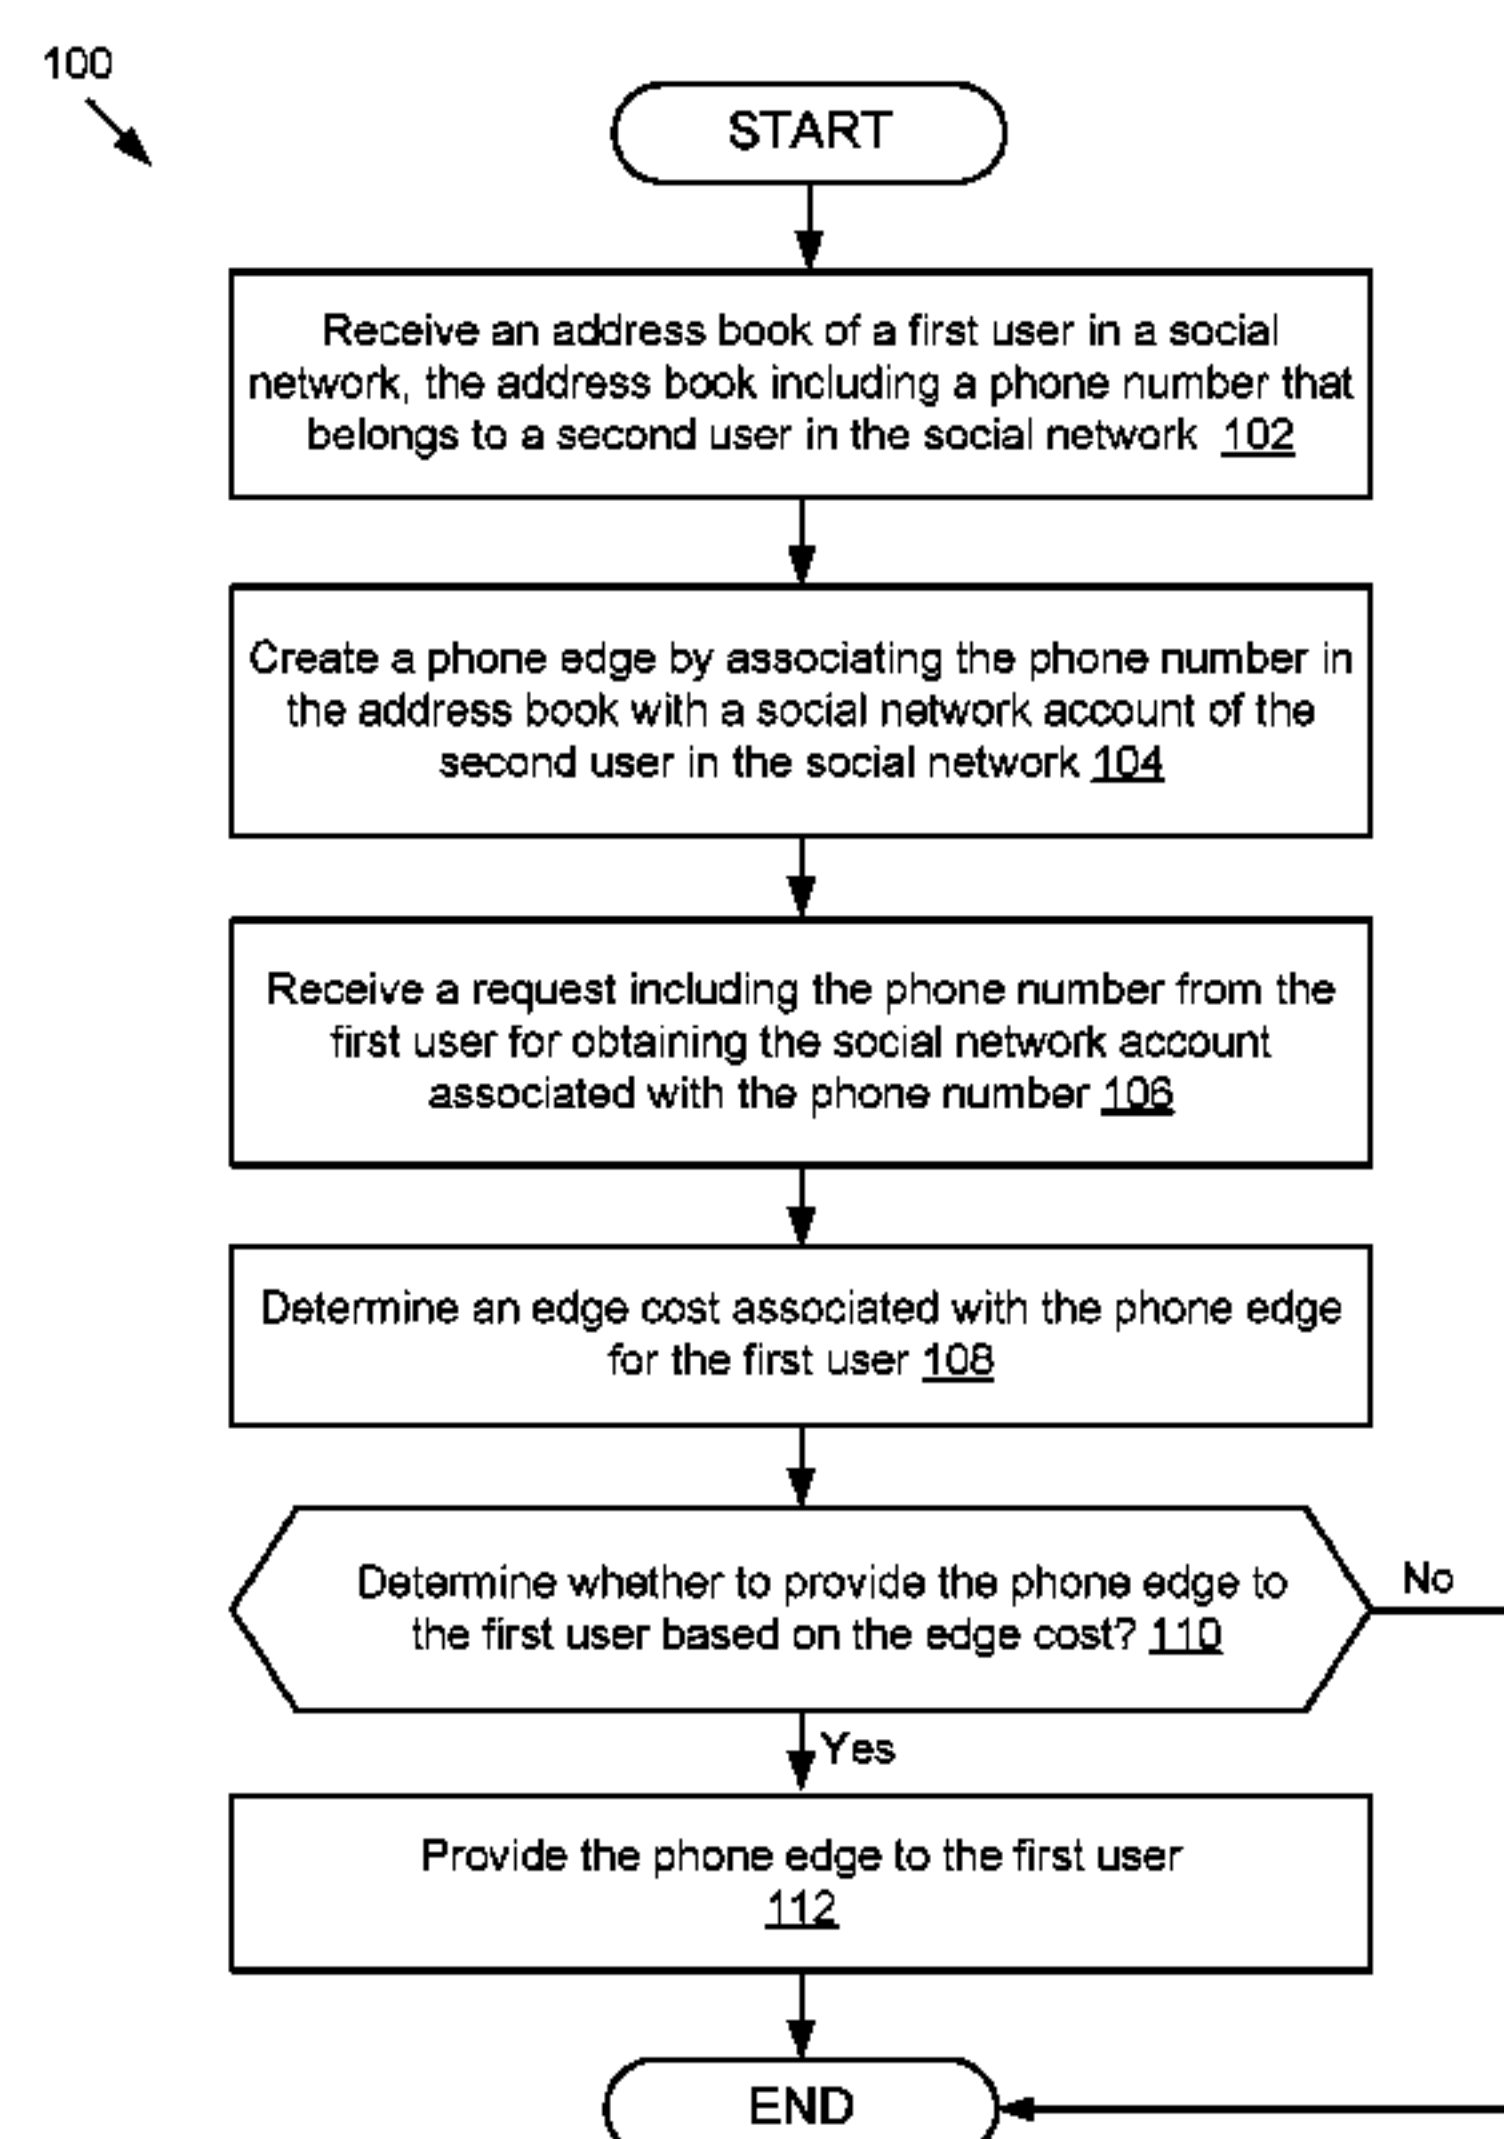 100
START
Receive an address book of a first user in a social
network, the address book including a phone number that
belongs to a second user in the social network 102
Create a phone edge by associating the phone number in
the address book with a social network account of the
second user in the social network 104
Receive a request including the phone number from the
first user for obtaining the social network account
associated with the phone number 106
Determine an edge cost associated with the phone edge
for the first user 108
Determine whether to provide the phone edge to
the first user based on the edge cost? 110
No
Yes
Provide the phone edge to the first user
112
END